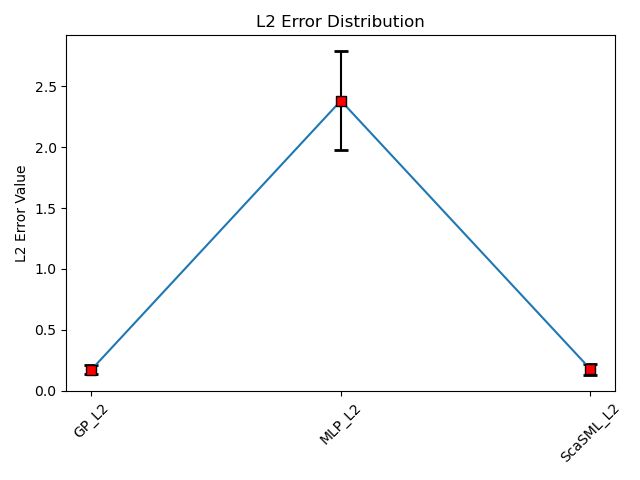 L2 Error Distribution
L2 Error Value
2.5
2.0
1.5
1.0
0.5
0.0
GP_L2
MLP_L2
ScaSML_L2